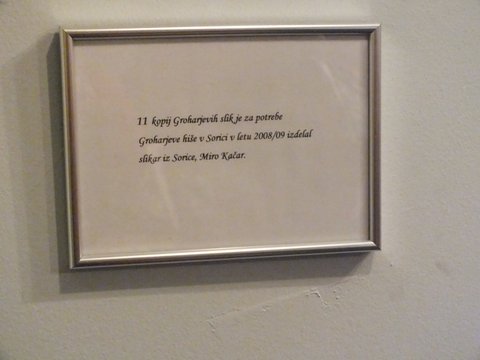 11 kopij Groharjevih slik je za potrebe
Groharjeve hiše v Sorici v letu 2008/09 izdelal
slikar iz Sorice, Miro Kačar.